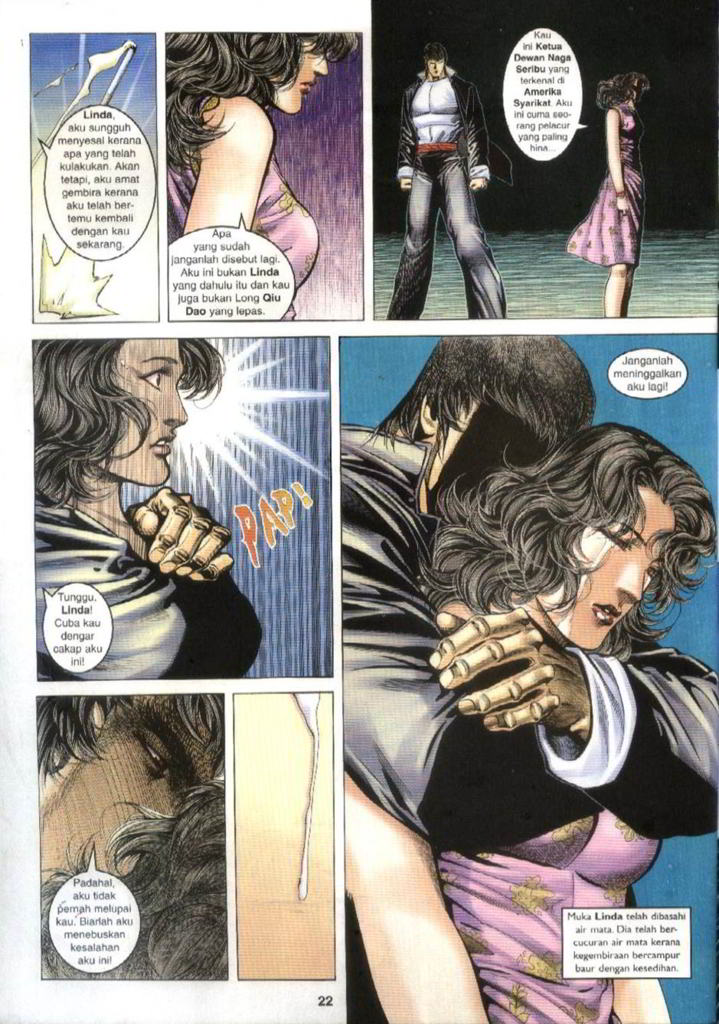 Linda,
aku sungguh
menyesal kerana
apa yang telah
kulakukan. Akan
tetapi, aku amat
gembira kerana
aku telah ber-
temu kembali
dengan kau
sekarang.
Apa
yang sudah
janganlah disebut lagi.
Aku ini bukan Linda
yang dahulu itu dan kau
juga bukan Long Qiu
Dao yang lepas.
Kau
ini Ketua
Dewan Naga
Seribu yang
terkenal di
Amerika
Syarikat. Aku
ini cuma seo-
rang pelacur
yang paling
hina...
PAP!
Tunggu,
Linda!
Cuba kau
dengar
cakap aku
ini!
Janganlah
meninggalkan
aku lagi!
Padahal,
aku tidak
pernah melupai
kau. Biarlah aku
menebuskan
kesalahan
aku ini!
Muka Linda telah dibasahi
air mata. Dia telah ber-
cucuran air mata kerana
kegembiraan bercampur
baur dengan kesedihan.
22